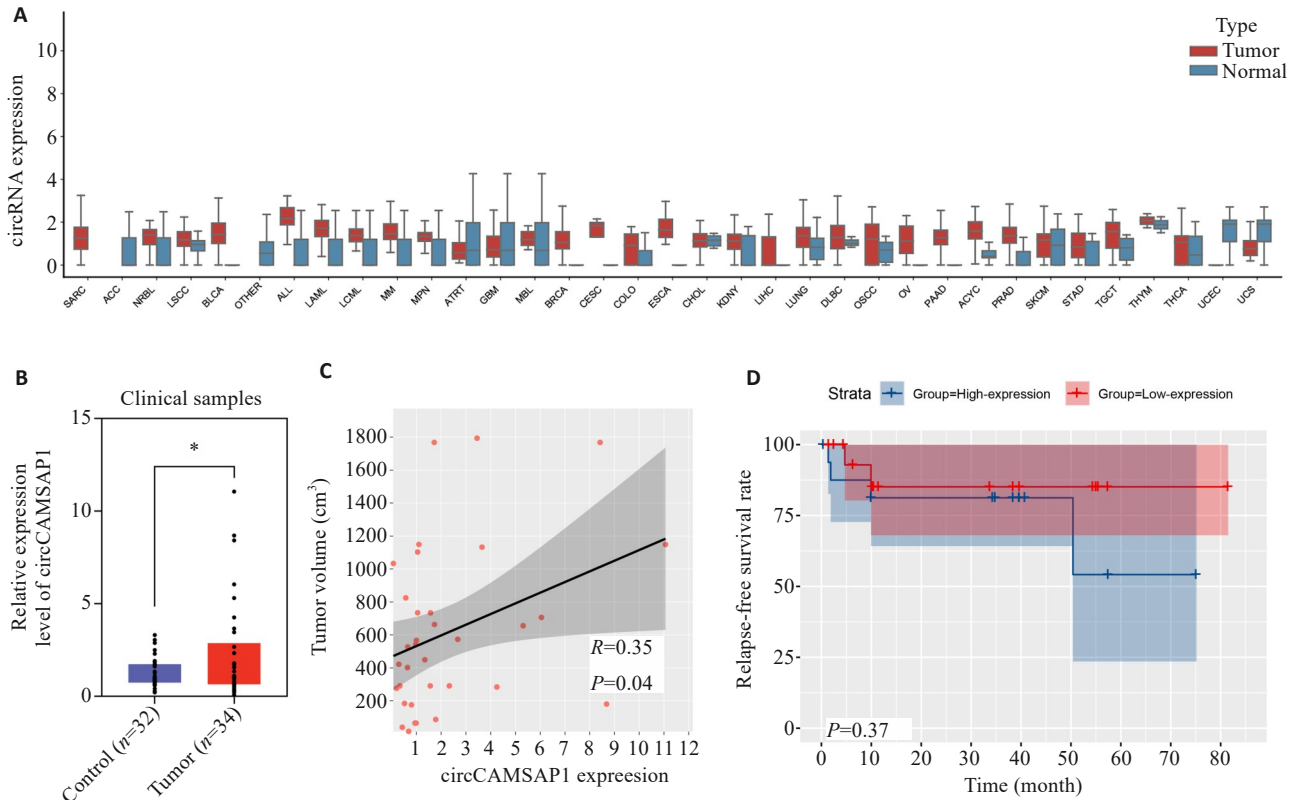 A
Type
Tumor
Normal
circRNA expression
10
8
6
4
2
0
SARC
ACC
NRBL
LSCC
BLCA
OTHER
ALL
LAML
LCML
MM
MPN
ATRT
GBM
MBL
BRCA
CESC
COLO
ESCA
CHOL
KDNY
LIHC
LUNG
DLBC
OSCC
OV
PAAD
ACYC
PRAD
SKCM
STAD
TGCT
THYM
THCA
UCEC
UCS
B
Clinical samples
Relative expression
level of circCAMSAP1
15
10
5
0
*
Control (n=32)
Tumor (n=34)
C
Tumor volume (cm³)
1800
1600
1400
1200
1000
800
600
400
200
R=0.35
P=0.04
1 2 3 4 5 6 7 8 9 10 11 12
circCAMSAP1 expreesion
D
Strata Group=High-expression Group=Low-expression
Relapse-free survival rate
100
75
50
25
0
P=0.37
0 10 20 30 40 50 60 70 80
Time (month)